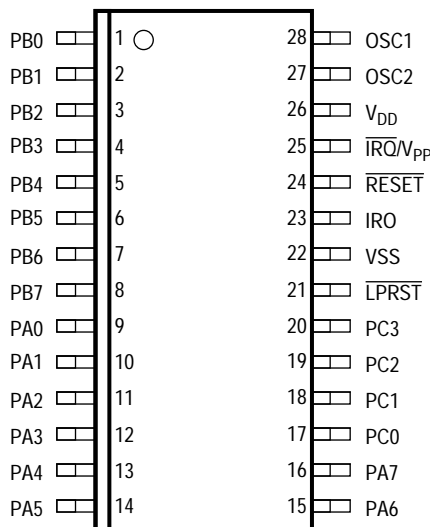 PB0 1 28 OSC1
PB1 2 27 OSC2
PB2 3 26 VDD
PB3 4 25 IRQ/VPP
PB4 5 24 RESET
PB5 6 23 IRO
PB6 7 22 VSS
PB7 8 21 LPRST
PA0 9 20 PC3
PA1 10 19 PC2
PA2 11 18 PC1
PA3 12 17 PC0
PA4 13 16 PA7
PA5 14 15 PA6